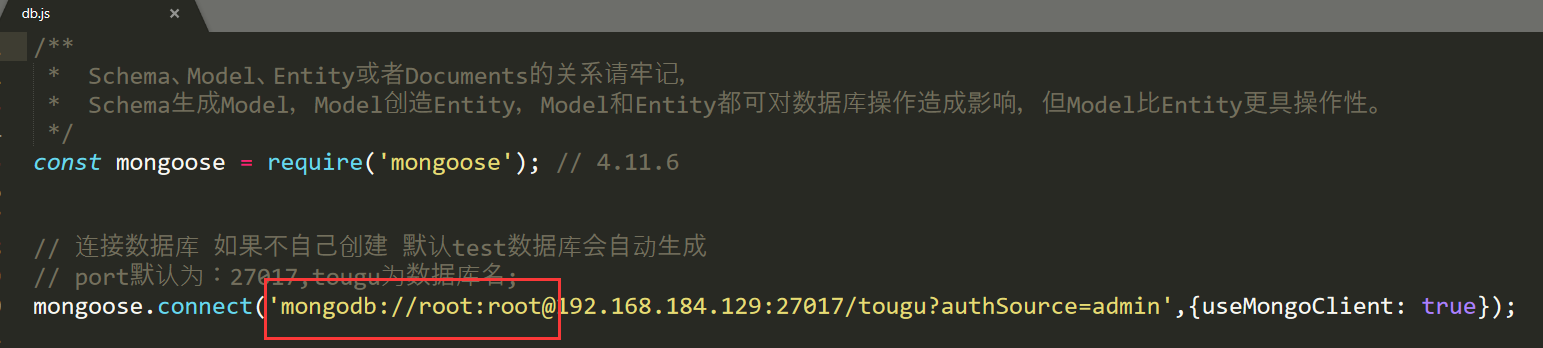 db.js ×
/**
 *  Schema、Model、Entity或者Documents的关系请牢记,
 *  Schema生成Model, Model创造Entity, Model和Entity都可对数据库操作造成影响, 但Model比Entity更具操作性。
 */
const mongoose = require('mongoose'); // 4.11.6
// 连接数据库 如果不自己创建 默认test数据库会自动生成
// port默认为：27017,tougu为数据库名;
mongoose.connect('mongodb://root:root@192.168.184.129:27017/tougu?authSource=admin',{useMongoClient: true});